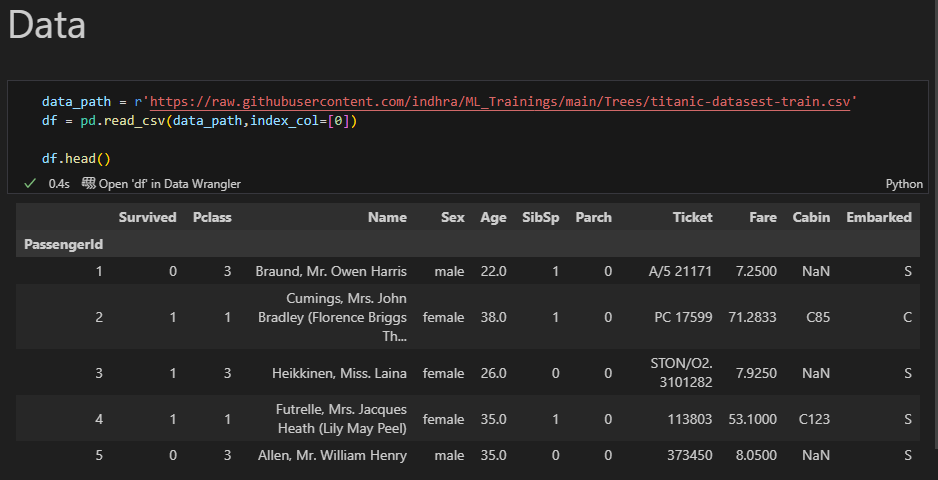 Data
data_path = r'https://raw.githubusercontent.com/indhra/ML_Trainings/main/Trees/titanic-datasest-train.csv'
df = pd.read_csv(data_path,index_col=[0])
df.head()
0.4s Open 'df' in Data Wrangler Python
Survived Pclass Name Sex Age SibSp Parch Ticket Fare Cabin Embarked
PassengerId
1 0 3 Braund, Mr. Owen Harris male 22.0 1 0 A/5 21171 7.2500 NaN S
Cumings, Mrs. John
2 1 1 Bradley (Florence Briggs female 38.0 1 0 PC 17599 71.2833 C85 C
Th...
3 1 3 Heikkinen, Miss. Laina female 26.0 0 0 STON/O2. 7.9250 NaN S
3101282
Futrelle, Mrs. Jacques
4 1 1 Heath (Lily May Peel) female 35.0 1 0 113803 53.1000 C123 S
5 0 3 Allen, Mr. William Henry male 35.0 0 0 373450 8.0500 NaN S